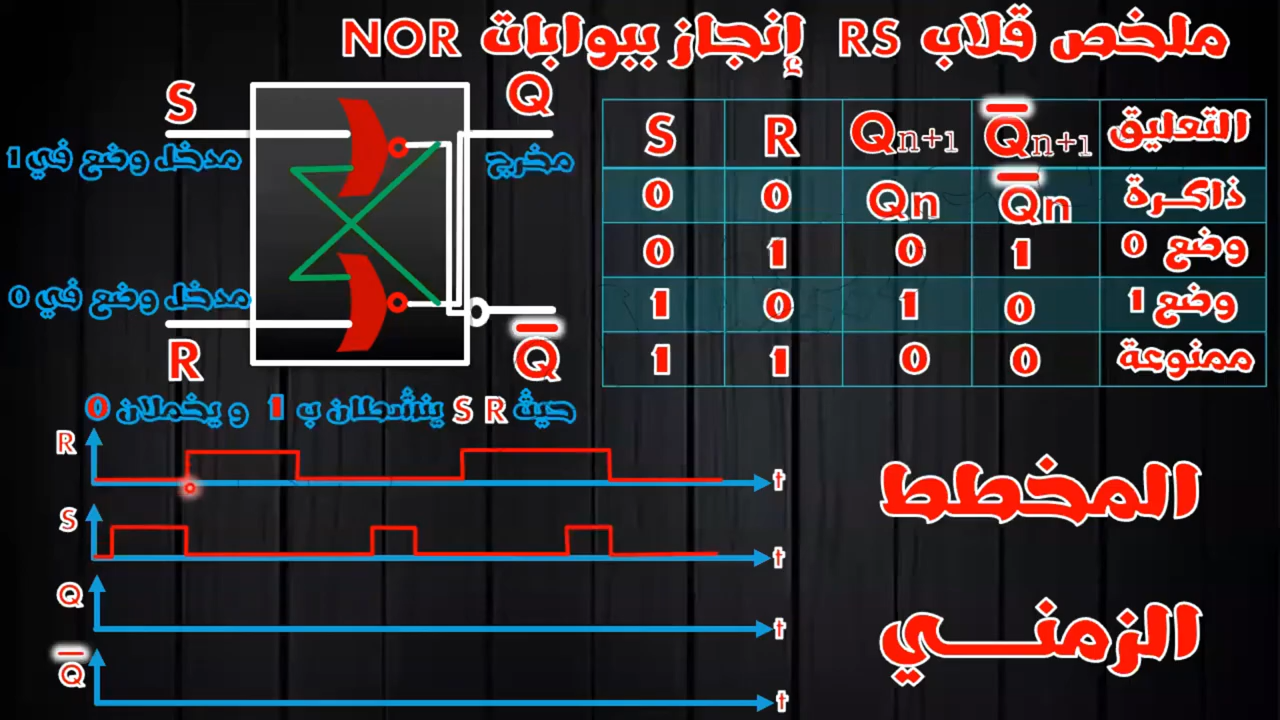 ملخص قلاب RS إنجاز ببوابات NOR
S
Q
مدخل وضع في 1
مخرج
مدخل وضع في 0
R
Q̅
S R Qn+1 Q̅n+1 التعليق
0 0 Qn Q̅n ذاكــرة
0 1 0 1 وضع 0
1 0 1 0 وضع 1
1 1 0 0 ممنوعة
حيث S R ينشطان ب 1 و يخملان 0
R t
S t
Q t
Q̅ t
المخطط
الزمنــــي